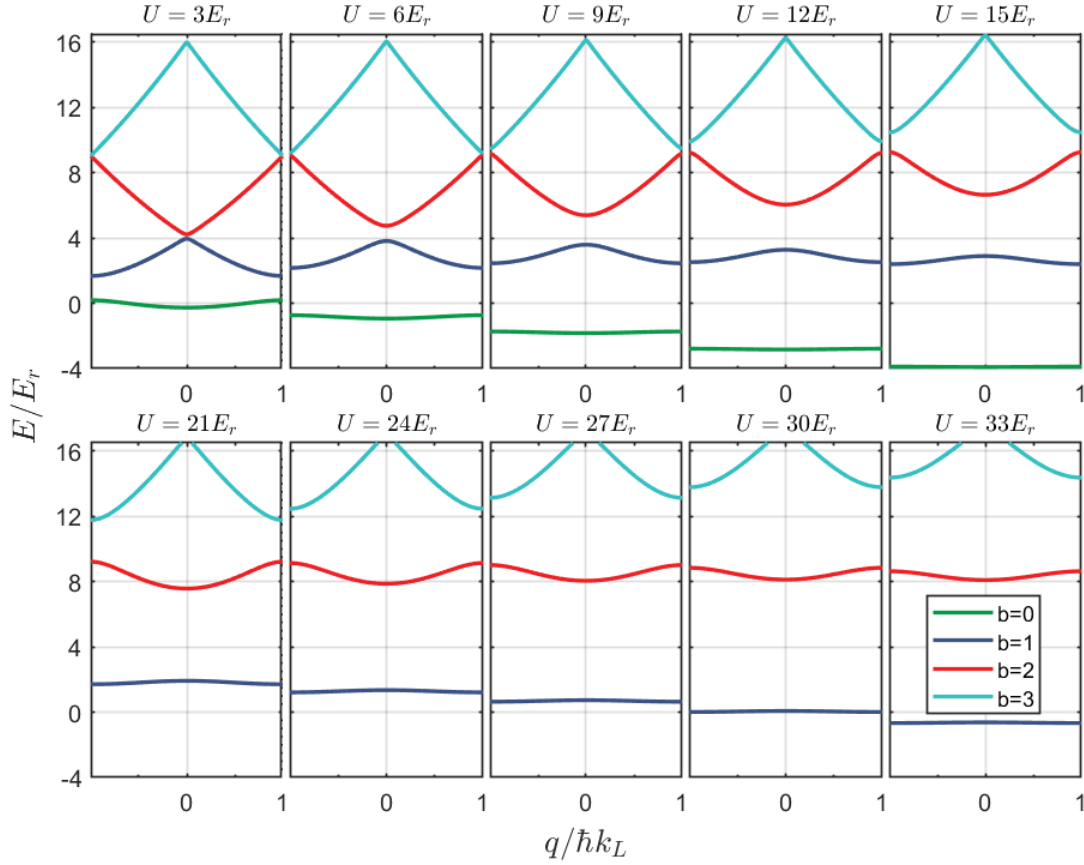 U = 3E_r U = 6E_r U = 9E_r U = 12E_r U = 15E_r
16
12
8
4
0
-4
0 1 0 1 0 1 0 1 0 1
E/E_r
U = 21E_r U = 24E_r U = 27E_r U = 30E_r U = 33E_r
16
12
8
4
0
-4
b=0
b=1
b=2
b=3
0 1 0 1 0 1 0 1 0 1
q/ℏk_L